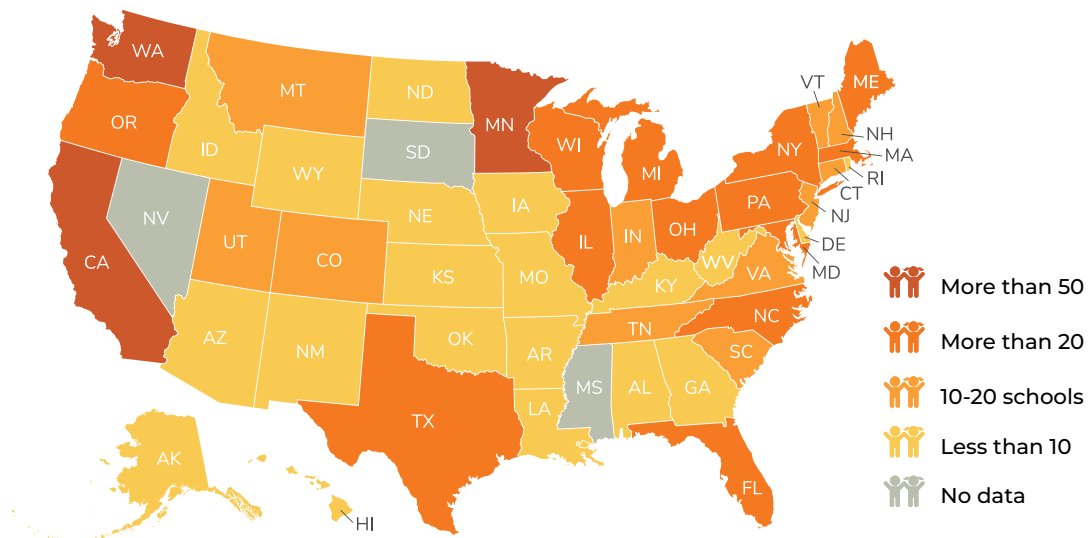 WA
MT
ND
MN
VT
ME
OR
ID
WY
SD
WI
MI
NY
NH
MA
RI
CT
NV
NE
IA
PA
NJ
UT
CO
IL
IN
OH
DE
MD
CA
KS
MO
WV
VA
KY
More than 50
AZ
NM
OK
AR
TN
NC
SC
More than 20
TX
LA
MS
AL
GA
10-20 schools
AK
HI
FL
Less than 10
No data